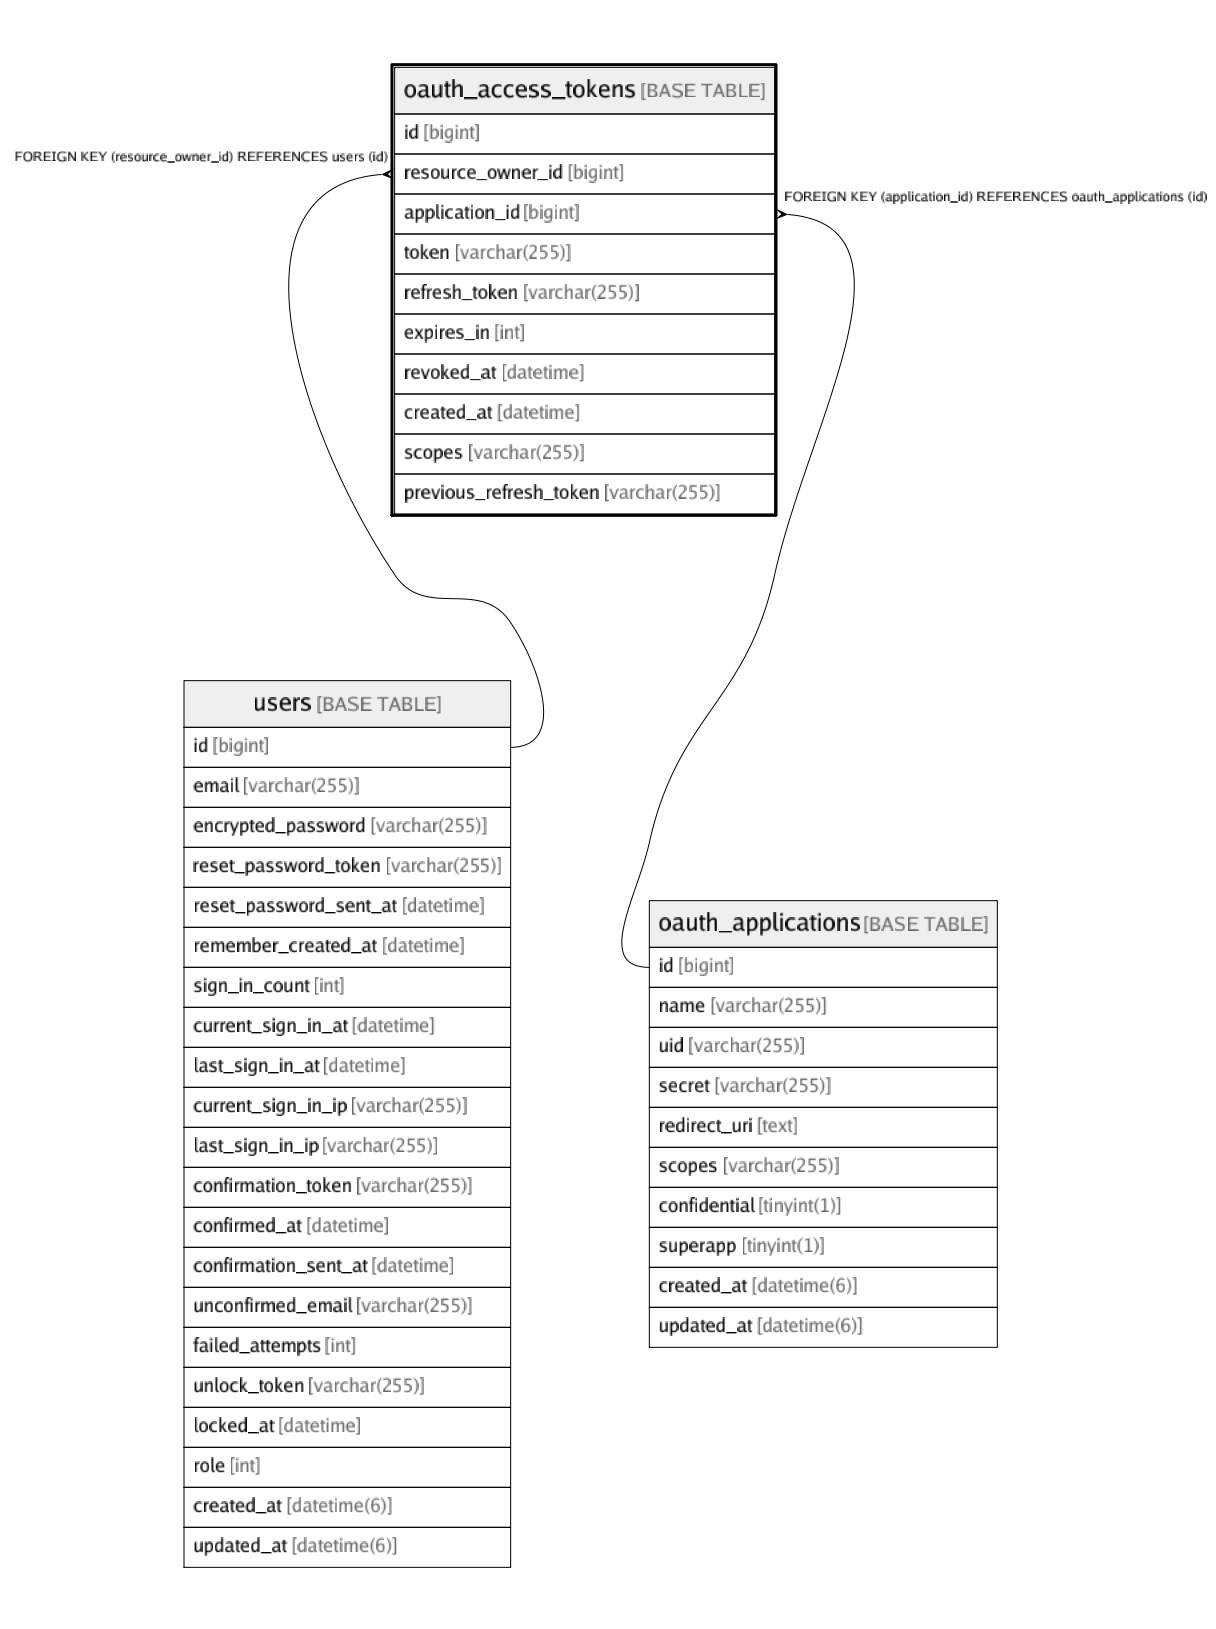 oauth_access_tokens [BASE TABLE]
id [bigint]
FOREIGN KEY (resource_owner_id) REFERENCES users (id)
resource_owner_id [bigint]
FOREIGN KEY (application_id) REFERENCES oauth_applications (id)
application_id [bigint]
token [varchar(255)]
refresh_token [varchar(255)]
expires_in [int]
revoked_at [datetime]
created_at [datetime]
scopes [varchar(255)]
previous_refresh_token [varchar(255)]
users [BASE TABLE]
id [bigint]
email [varchar(255)]
encrypted_password [varchar(255)]
reset_password_token [varchar(255)]
reset_password_sent_at [datetime]
remember_created_at [datetime]
sign_in_count [int]
current_sign_in_at [datetime]
last_sign_in_at [datetime]
current_sign_in_ip [varchar(255)]
last_sign_in_ip [varchar(255)]
confirmation_token [varchar(255)]
confirmed_at [datetime]
confirmation_sent_at [datetime]
unconfirmed_email [varchar(255)]
failed_attempts [int]
unlock_token [varchar(255)]
locked_at [datetime]
role [int]
created_at [datetime(6)]
updated_at [datetime(6)]
oauth_applications [BASE TABLE]
id [bigint]
name [varchar(255)]
uid [varchar(255)]
secret [varchar(255)]
redirect_uri [text]
scopes [varchar(255)]
confidential [tinyint(1)]
superapp [tinyint(1)]
created_at [datetime(6)]
updated_at [datetime(6)]